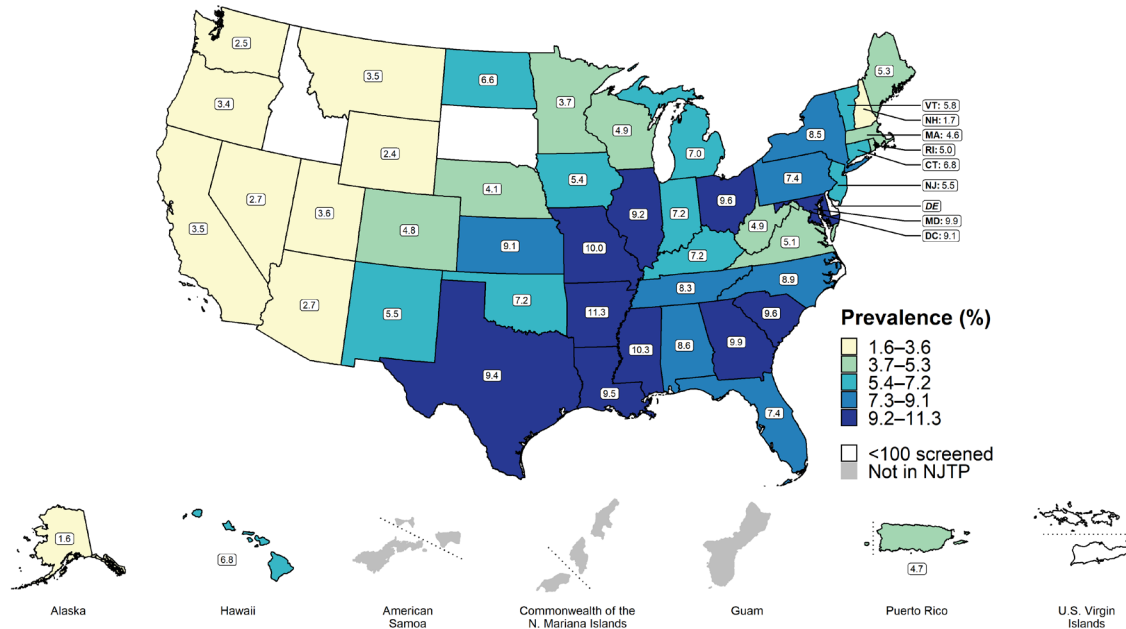 2.5
3.5
6.6
3.7
5.3
3.4
4.9
VT: 5.8
NH: 1.7
8.5
MA: 4.6
2.4
7.0
RI: 5.0
CT: 6.8
5.4
7.4
NJ: 5.5
4.1
2.7
9.6
DE
3.6
9.2
7.2
MD: 9.9
3.5
4.8
4.9
DC: 9.1
9.1
10.0
5.1
7.2
8.9
8.3
2.7
7.2
11.3
9.6
5.5
10.3
8.6
9.9
9.4
9.5
7.4
Prevalence (%)
1.6–3.6
3.7–5.3
5.4–7.2
7.3–9.1
9.2–11.3
<100 screened
Not in NJTP
1.6
6.8
4.7
Alaska
Hawaii
American
Samoa
Commonwealth of the
N. Mariana Islands
Guam
Puerto Rico
U.S. Virgin
Islands